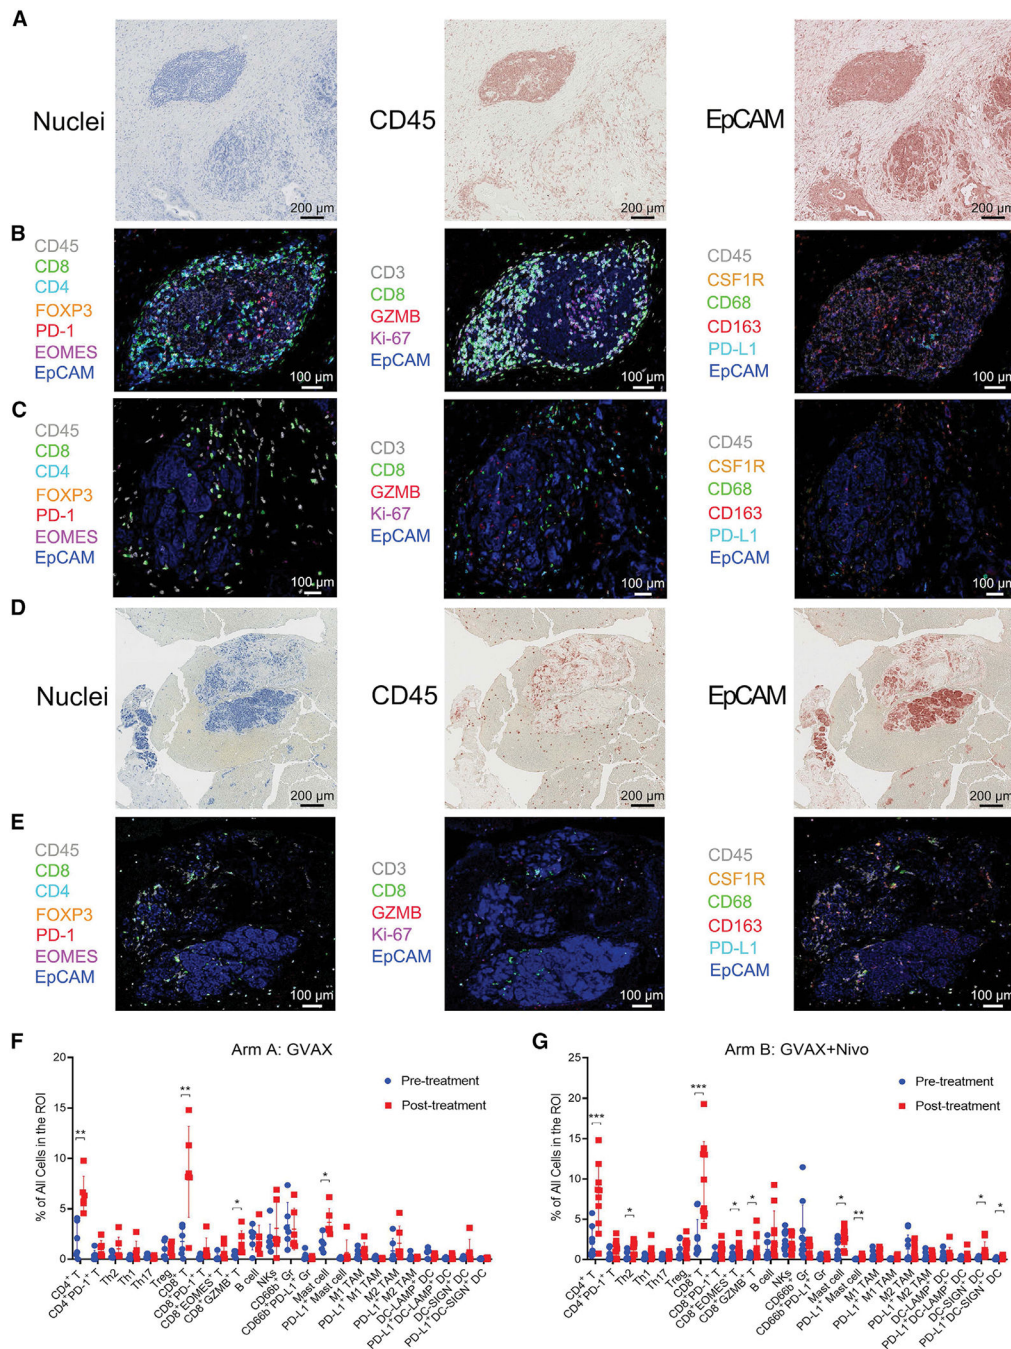 A
Nuclei
200 µm
CD45
200 µm
EpCAM
200 µm
B
CD45
CD8
CD4
FOXP3
PD-1
EOMES
EpCAM
100 µm
CD3
CD8
GZMB
Ki-67
EpCAM
100 µm
CD45
CSF1R
CD68
CD163
PD-L1
EpCAM
100 µm
C
CD45
CD8
CD4
FOXP3
PD-1
EOMES
EpCAM
100 µm
CD3
CD8
GZMB
Ki-67
EpCAM
100 µm
CD45
CSF1R
CD68
CD163
PD-L1
EpCAM
100 µm
D
Nuclei
200 µm
CD45
200 µm
EpCAM
200 µm
E
CD45
CD8
CD4
FOXP3
PD-1
EOMES
EpCAM
100 µm
CD3
CD8
GZMB
Ki-67
EpCAM
100 µm
CD45
CSF1R
CD68
CD163
PD-L1
EpCAM
100 µm
F
Arm A: GVAX
% of All Cells in the ROI
20
15
10
5
0
Pre-treatment
Post-treatment
**
**
*
*
CD4⁺ T
CD4⁺PD-1⁺ T
Th2
Th1
Th17
Treg
CD8⁺ T
CD8⁺PD-1⁺ T
CD8⁺EOMES⁺ T
CD8⁺GZMB⁺ T
B cell
NKs
CD66b⁺ Gr
CD66b⁺PD-L1⁺ Gr
Mast cell
PD-L1⁺ Mast cell
M1 TAM
PD-L1⁺ M1 TAM
M2 TAM
PD-L1⁺ M2 TAM
DC-LAMP⁺ DC
PD-L1⁺DC-LAMP⁺ DC
DC-SIGN⁺ DC
PD-L1⁺DC-SIGN⁺ DC
G
Arm B: GVAX+Nivo
% of All Cells in the ROI
25
20
15
10
5
0
Pre-treatment
Post-treatment
***
*
***
*
*
*
**
*
*
CD4⁺ T
CD4⁺PD-1⁺ T
Th2
Th1
Th17
Treg
CD8⁺ T
CD8⁺PD-1⁺ T
CD8⁺EOMES⁺ T
CD8⁺GZMB⁺ T
B cell
NKs
CD66b⁺ Gr
CD66b⁺PD-L1⁺ Gr
Mast cell
PD-L1⁺ Mast cell
M1 TAM
PD-L1⁺ M1 TAM
M2 TAM
PD-L1⁺ M2 TAM
DC-LAMP⁺ DC
PD-L1⁺DC-LAMP⁺ DC
DC-SIGN⁺ DC
PD-L1⁺DC-SIGN⁺ DC